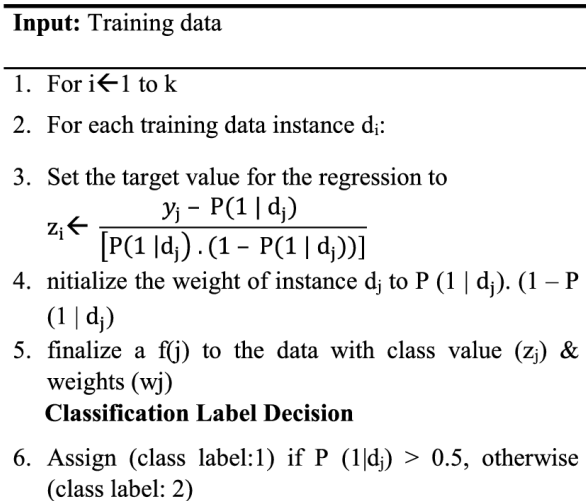 Input: Training data
1. For i←1 to k
2. For each training data instance dᵢ:
3. Set the target value for the regression to
zᵢ← yⱼ − P(1 | dⱼ) / [P(1 |dⱼ) . (1 − P(1 | dⱼ))]
4. nitialize the weight of instance dⱼ to P (1 | dⱼ). (1 – P
(1 | dⱼ)
5. finalize a f(j) to the data with class value (zⱼ) &
weights (wj)
Classification Label Decision
6. Assign (class label:1) if P (1|dⱼ) > 0.5, otherwise
(class label: 2)